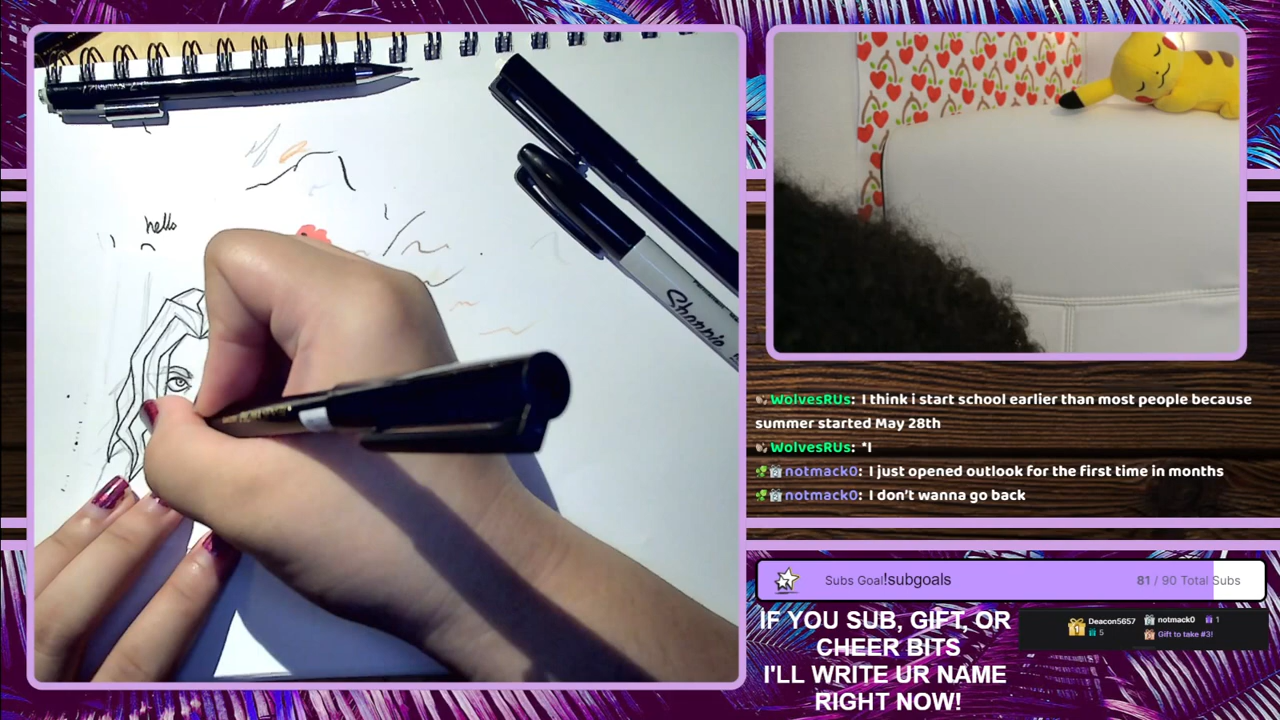 hello
Sharpie
WolvesRUs: I think i start school earlier than most people because
summer started May 28th
WolvesRUs: *I
notmack0: I just opened outlook for the first time in months
notmack0: I don't wanna go back
Subs Goal!subgoals 81 / 90 Total Subs
IF YOU SUB, GIFT, OR
CHEER BITS
I'LL WRITE UR NAME
RIGHT NOW!
1 Deacon5657 5
notmack0 1
Gift to take #3!